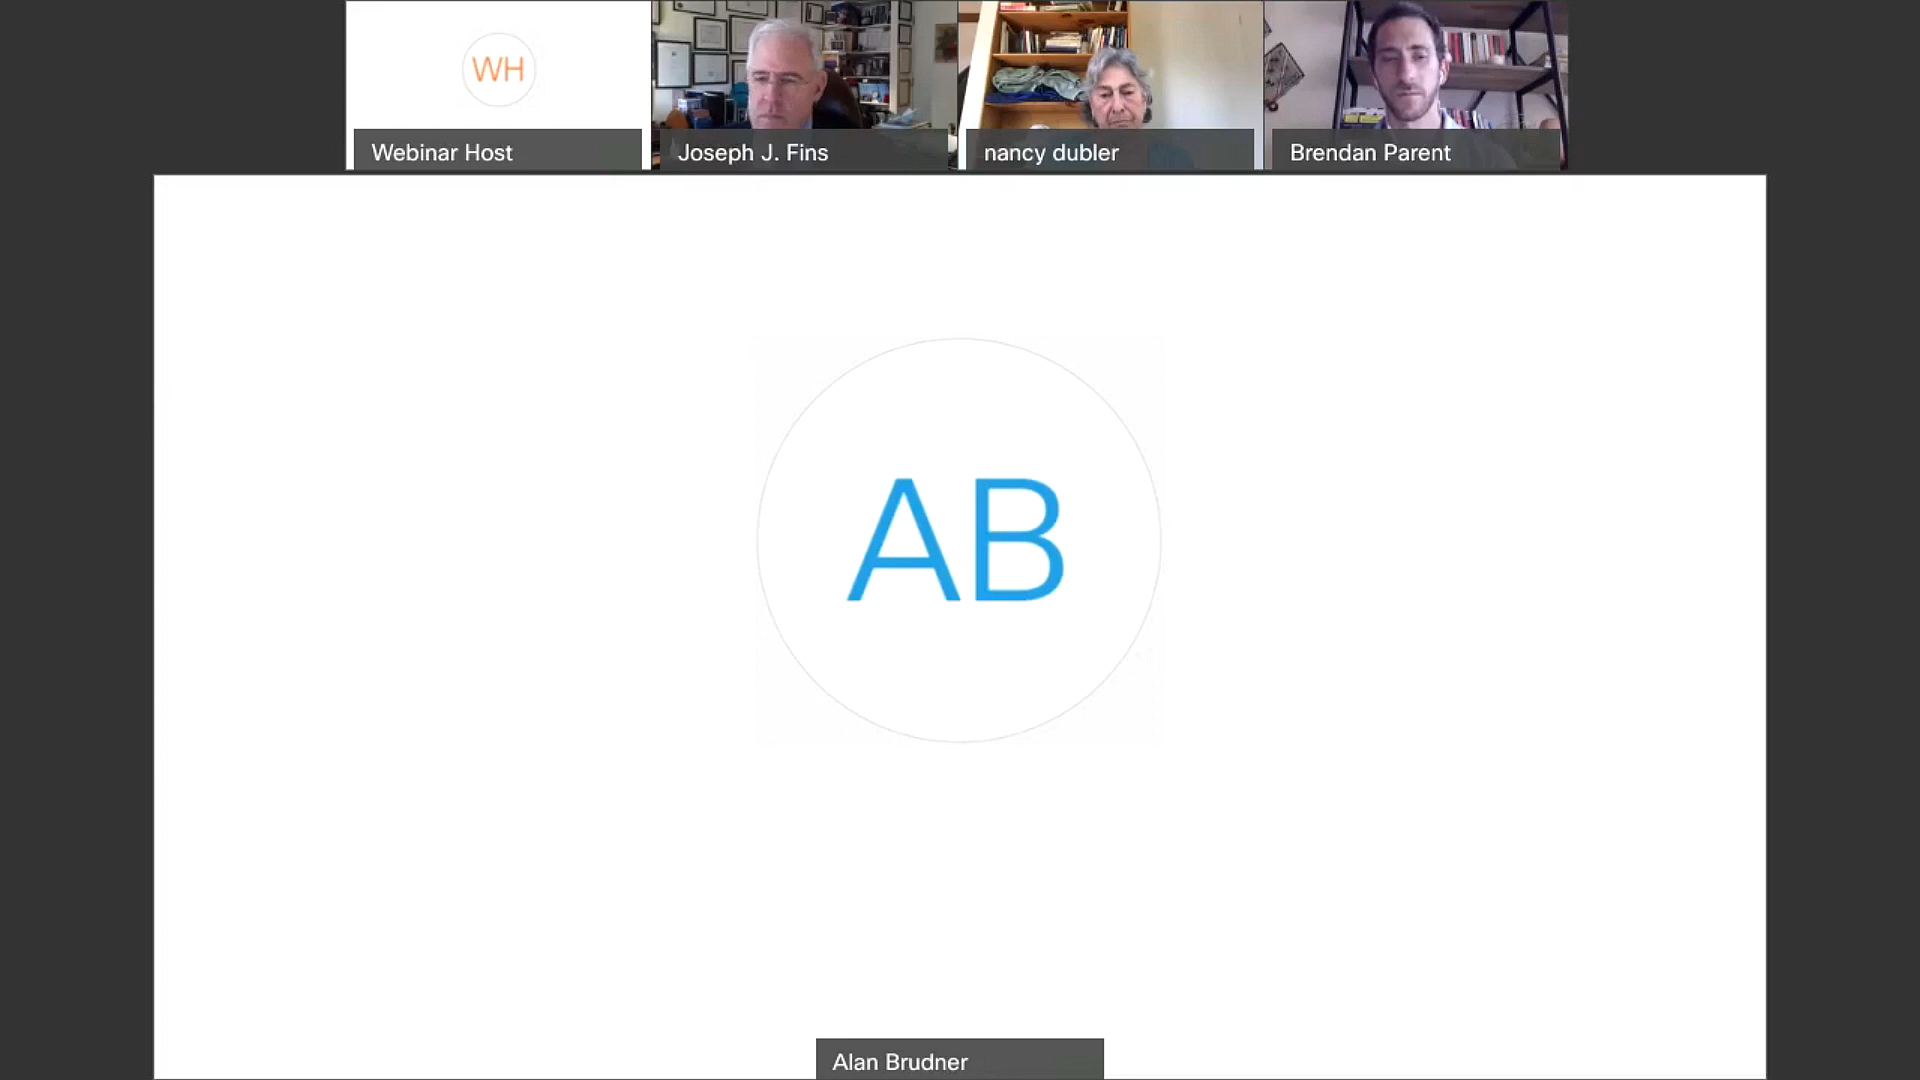 WH
Webinar Host
Joseph J. Fins
nancy dubler
Brendan Parent
AB
Alan Brudner